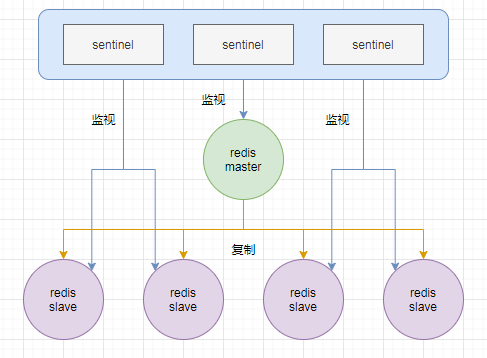 sentinel
sentinel
sentinel
监视
监视
监视
redis
master
复制
redis
slave
redis
slave
redis
slave
redis
slave